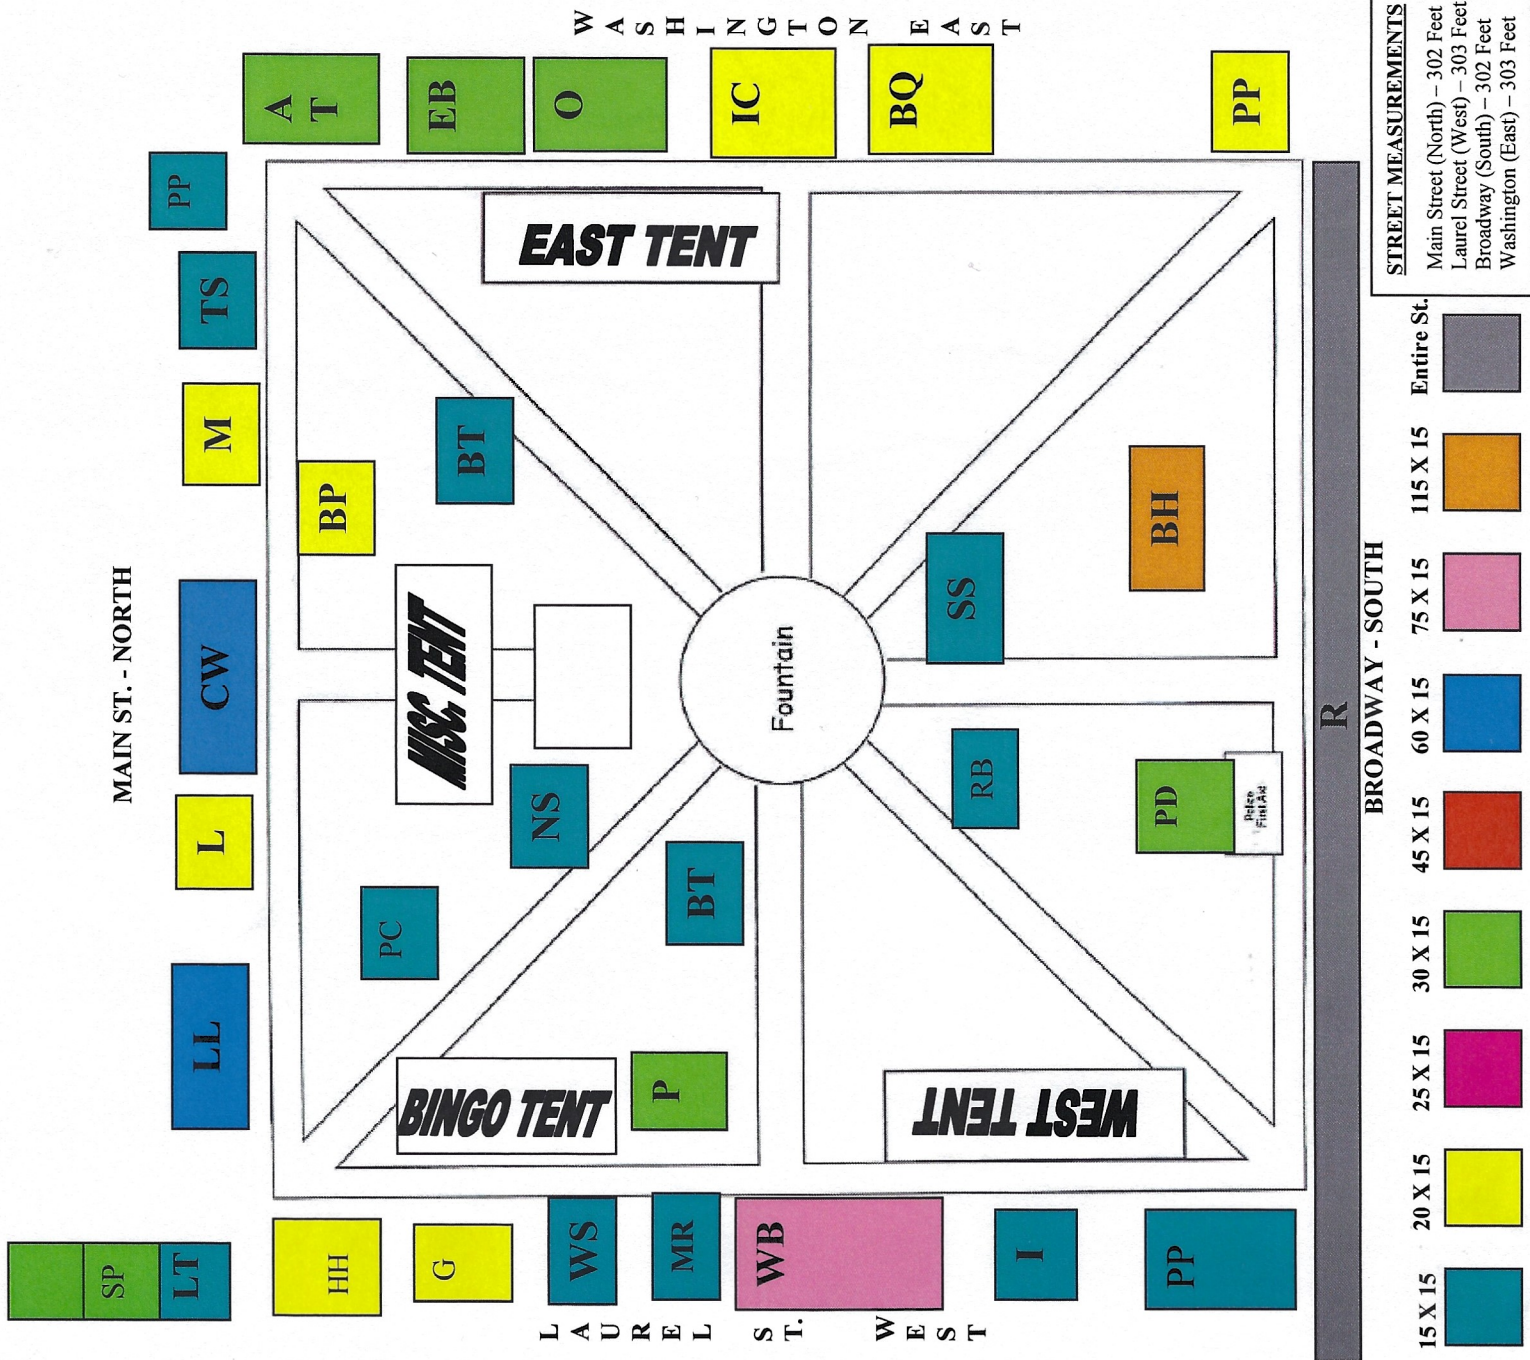 MAIN ST. - NORTH
SP
LT
LL
L
CW
M
TS
PP
HH
G
WS
MR
WB
I
PP
LAUREL ST. WEST
PC
BP
BT
MISC. TENT
NS
BINGO TENT
P
BT
Fountain
EAST TENT
WEST TENT
RB
SS
PD
First Aid
BH
A
T
EB
O
IC
BQ
PP
WASHINGTON EAST
R
BROADWAY - SOUTH
15 X 15
20 X 15
25 X 15
30 X 15
45 X 15
60 X 15
75 X 15
115 X 15
Entire St.
STREET MEASUREMENTS
Main Street (North) – 302 Feet
Laurel Street (West) – 303 Feet
Broadway (South) – 302 Feet
Washington (East) – 303 Feet